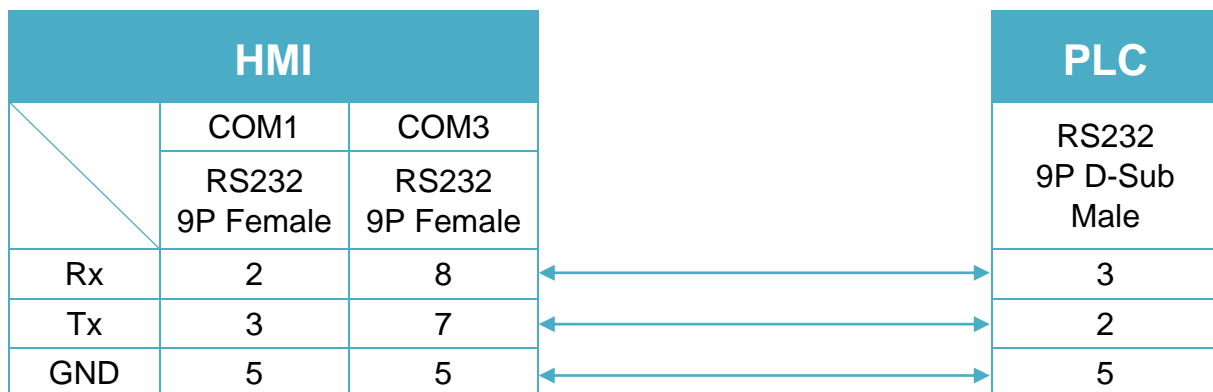 HMI
PLC
COM1
COM3
RS232
9P Female
RS232
9P Female
RS232
9P D-Sub
Male
Rx
2
8
3
Tx
3
7
2
GND
5
5
5